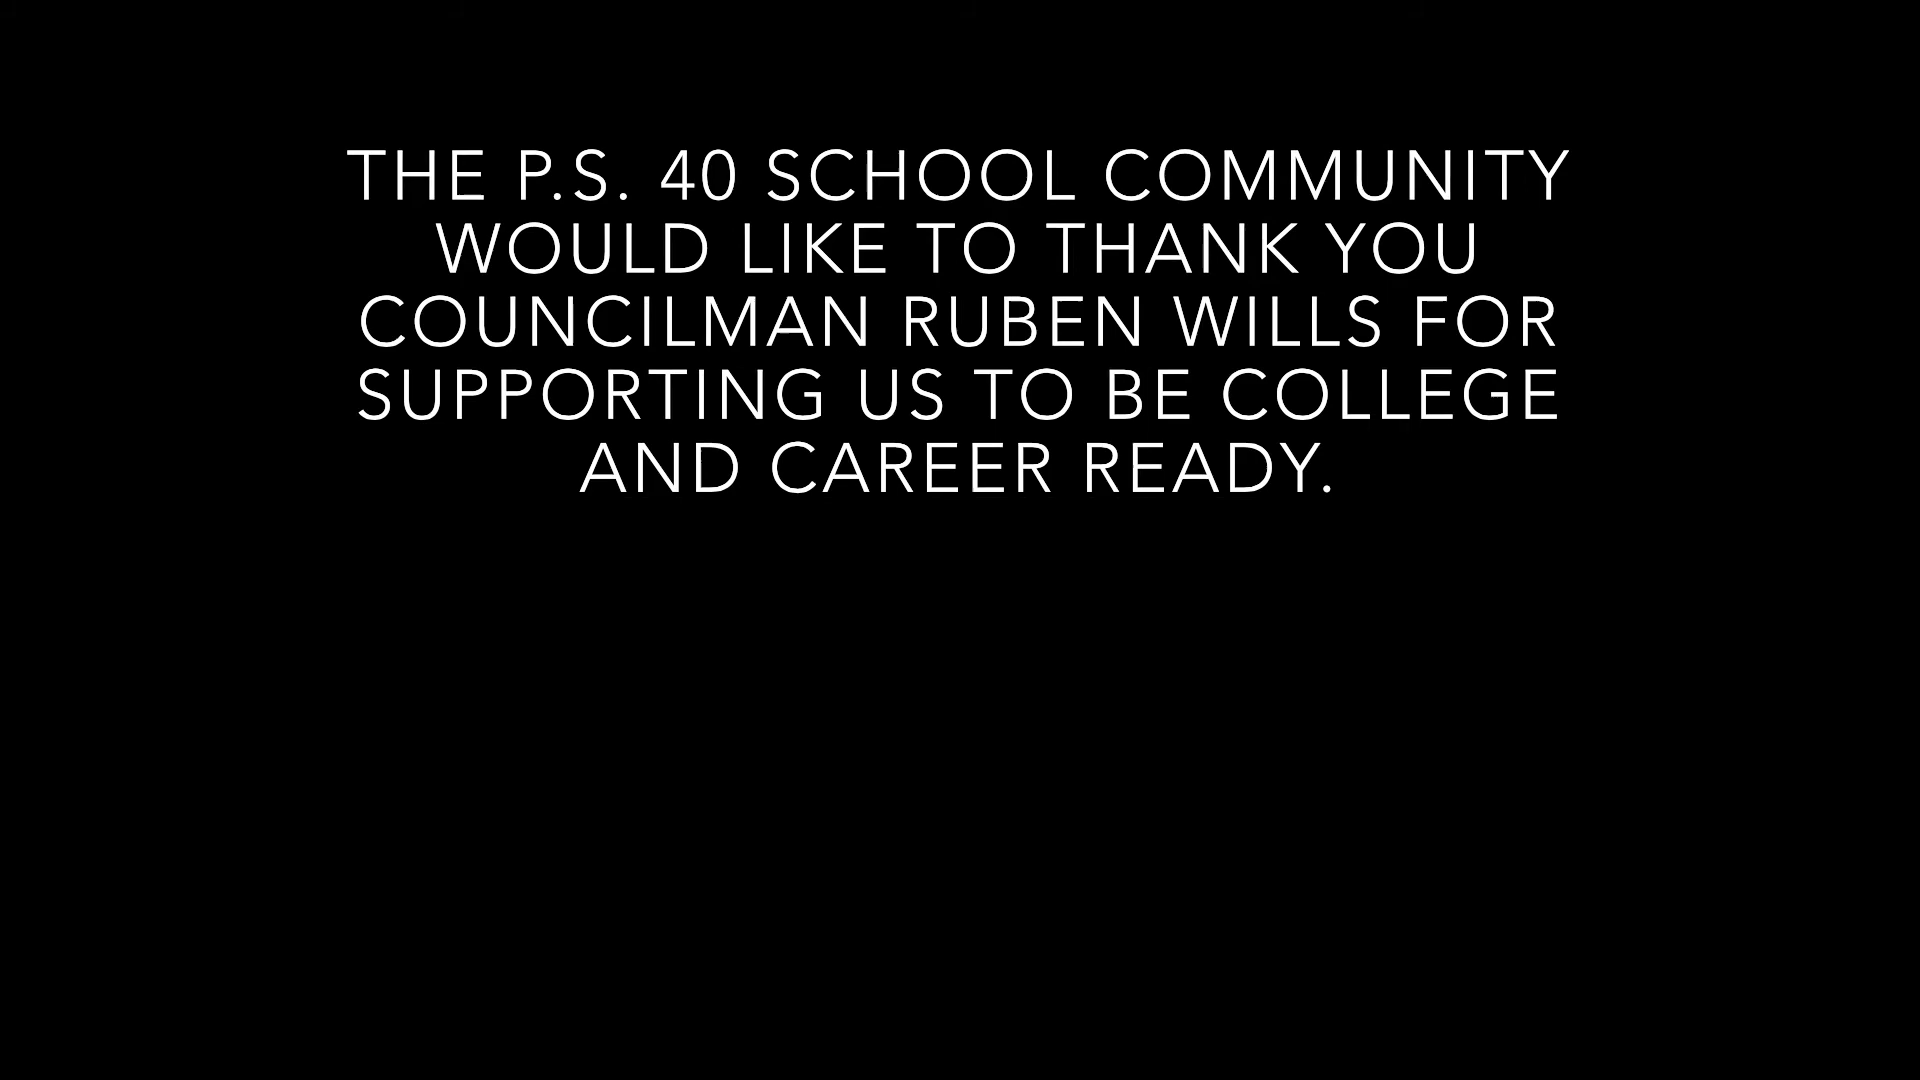 THE P.S. 40 SCHOOL COMMUNITY
WOULD LIKE TO THANK YOU
COUNCILMAN RUBEN WILLS FOR
SUPPORTING US TO BE COLLEGE
AND CAREER READY.